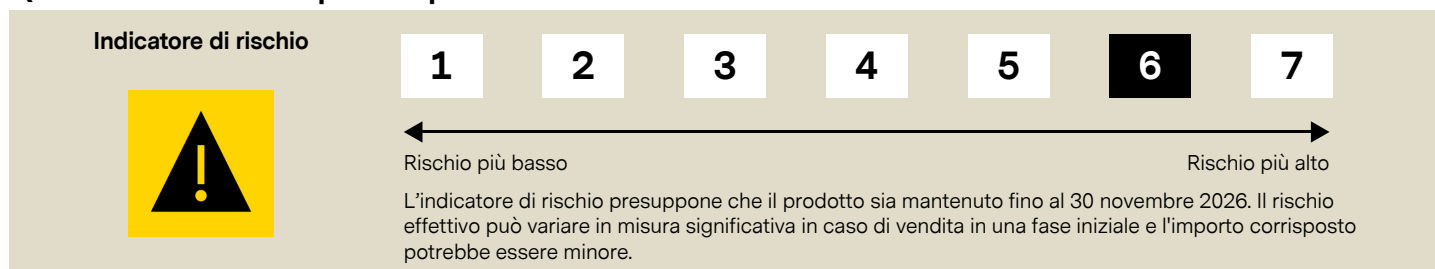 Indicatore di rischio
1 2 3 4 5 6 7
Rischio più basso Rischio più alto
L'indicatore di rischio presuppone che il prodotto sia mantenuto fino al 30 novembre 2026. Il rischio
effettivo può variare in misura significativa in caso di vendita in una fase iniziale e l'importo corrisposto
potrebbe essere minore.